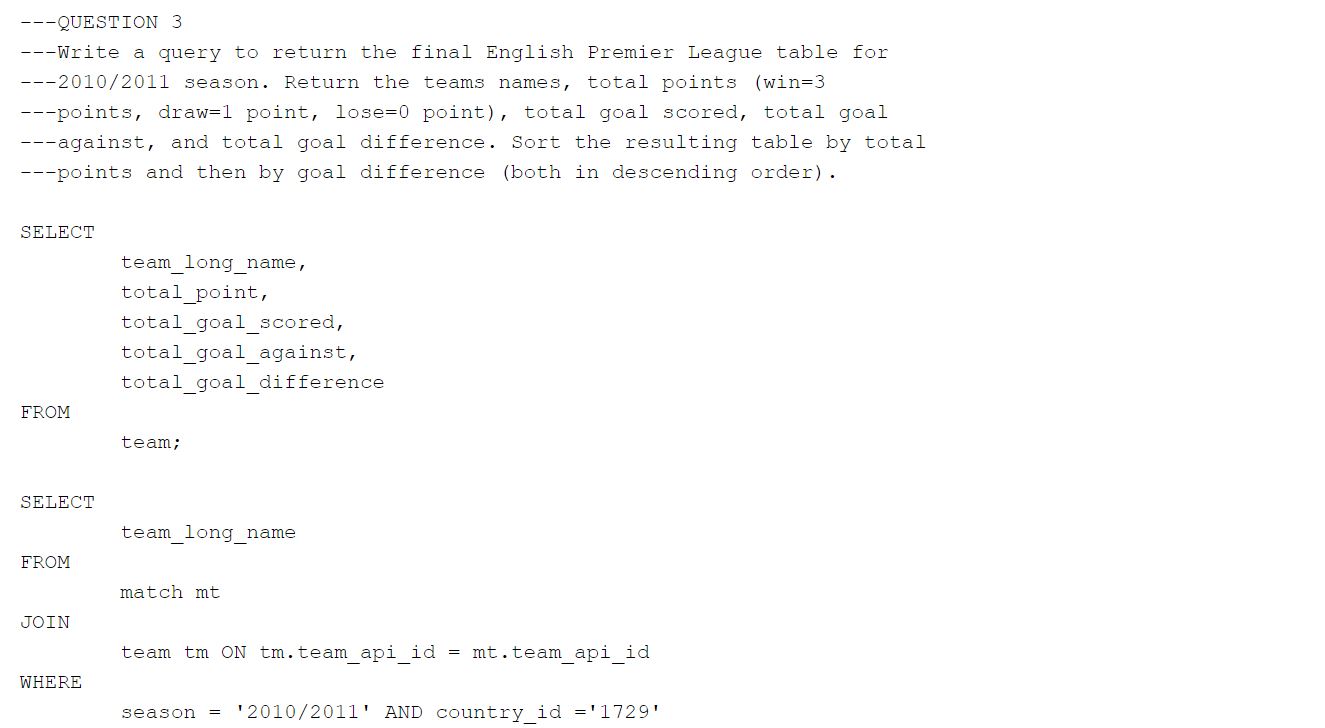 ---QUESTION 3
---Write a query to return the final English Premier League table for
---2010/2011 season. Return the teams names, total points (win=3
---points, draw=1 point, lose=0 point), total goal scored, total goal
---against, and total goal difference. Sort the resulting table by total
---points and then by goal difference (both in descending order).
SELECT
team_long_name,
total_point,
total_goal_scored,
total_goal_against,
total_goal_difference
FROM
team;
SELECT
team_long_name
FROM
match mt
JOIN
team tm ON tm.team_api_id = mt.team_api_id
WHERE
season = '2010/2011' AND country_id ='1729'